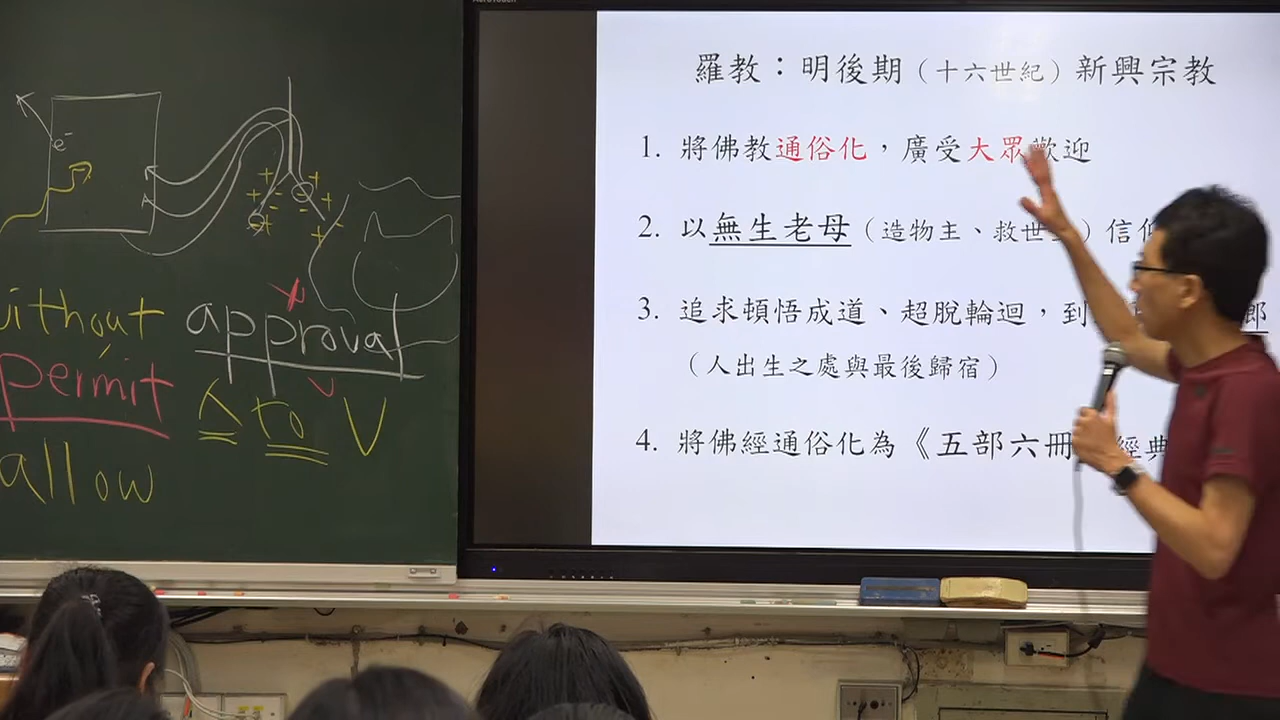 e⁻
+ + + + + + + + +
without approval
permit
allow
to V
羅教：明後期（十六世紀）新興宗教
1. 將佛教通俗化，廣受大眾歡迎
2. 以無生老母（造物主、救世）信仰
3. 追求頓悟成道、超脫輪迴，到
（人出生之處與最後歸宿）
4. 將佛經通俗化為《五部六冊 經典